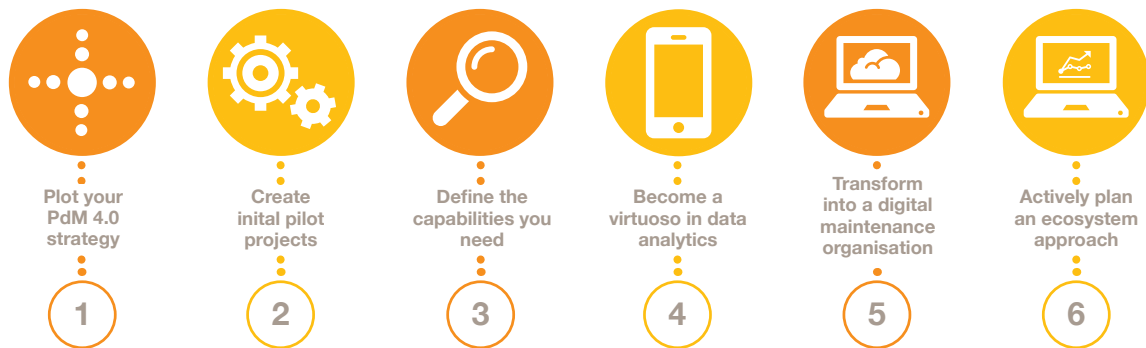 Plot your
PdM 4.0
strategy
1
Create
inital pilot
projects
2
Define the
capabilities you
need
3
Become a
virtuoso in data
analytics
4
Transform
into a digital
maintenance
organisation
5
Actively plan
an ecosystem
approach
6